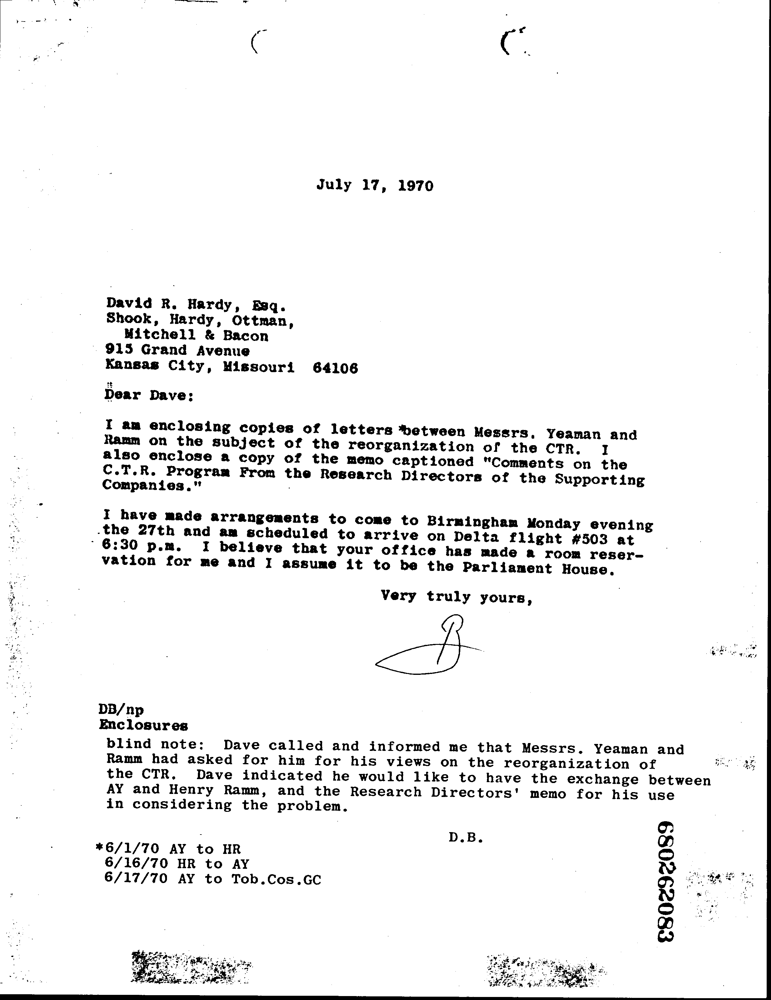 July 17, 1970
David R. Hardy, Esq.
Shook, Hardy, Ottman,
Mitchell & Bacon
915 Grand Avenue
Kansas City, Missouri 64106
Dear Dave:
I am enclosing copies of letters *between Messrs. Yeaman and
Ramm on the subject of the reorganization of the CTR. I
also enclose a copy of the memo captioned "Comments on the
C.T.R. Program From the Research Directors of the Supporting
Companies."
I have made arrangements to come to Birmingham Monday evening
the 27th and am scheduled to arrive on Delta flight #503 at
6:30 p.m. I believe that your office has made a room reser-
vation for me and I assume it to be the Parliament House.
Very truly yours,
DB/np
Enclosures
blind note: Dave called and informed me that Messrs. Yeaman and
Ramm had asked for him for his views on the reorganization of
the CTR. Dave indicated he would like to have the exchange between
AY and Henry Ramm, and the Research Directors' memo for his use
in considering the problem.
D.B.
*6/1/70 AY to HR
6/16/70 HR to AY
6/17/70 AY to Tob.Cos.GC
680262083